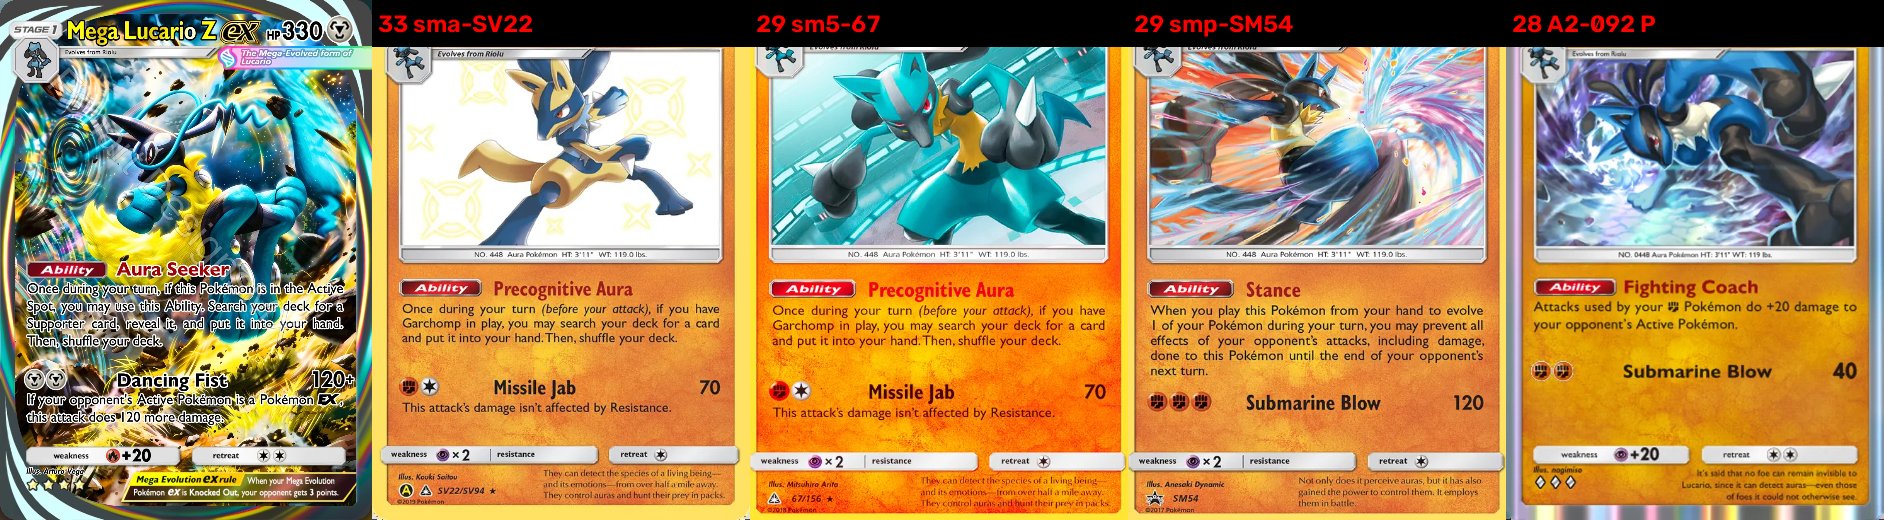 STAGE 1
Mega Lucario Z ex HP 330
Evolves from Riolu
The Mega-Evolved form of
Lucario
Ability Aura Seeker
Once during your turn, if this Pokémon is in the Active
Spot, you may use this Ability. Search your deck for a
Supporter card, reveal it, and put it into your hand.
Then, shuffle your deck.
Dancing Fist 120+
If your opponent's Active Pokémon is a Pokémon EX,
this attack does 120 more damage.
weakness +20 retreat
Illus. Arturo Vega
Mega Evolution ex rule When your Mega Evolution
Pokémon ex is Knocked Out, your opponent gets 3 points.
33 sma-SV22
Evolves from Riolu
NO. 448 Aura Pokémon HT: 3'11" WT: 119.0 lbs.
Ability Precognitive Aura
Once during your turn (before your attack), if you have
Garchomp in play, you may search your deck for a card
and put it into your hand. Then, shuffle your deck.
Missile Jab 70
This attack's damage isn't affected by Resistance.
weakness ×2 resistance retreat
Illus. Kouki Saitou
A SV22/SV94 ★
©2019 Pokémon
They can detect the species of a living being—
and its emotions—from over half a mile away.
They control auras and hunt their prey in packs.
29 sm5-67
NO. 448 Aura Pokémon HT: 3'11" WT: 119.0 lbs.
Ability Precognitive Aura
Once during your turn (before your attack), if you have
Garchomp in play, you may search your deck for a card
and put it into your hand. Then, shuffle your deck.
Missile Jab 70
This attack's damage isn't affected by Resistance.
weakness ×2 resistance retreat
Illus. Mitsuhiro Arita
67/156 ★
©2018 Pokémon
They can detect the species of a living being—
and its emotions—from over half a mile away.
They control auras and hunt their prey in packs.
29 smp-SM54
Evolves from Riolu
NO. 448 Aura Pokémon HT: 3'11" WT: 119.0 lbs.
Ability Stance
When you play this Pokémon from your hand to evolve
1 of your Pokémon during your turn, you may prevent all
effects of your opponent's attacks, including damage,
done to this Pokémon until the end of your opponent's
next turn.
Submarine Blow 120
weakness ×2 resistance retreat
Illus. Anesaki Dynamic
SM54
©2017 Pokémon
Not only does it perceive auras, but it has also
gained the power to control them. It employs
them in battle.
28 A2-092 P
Evolves from Riolu
NO. 0448 Aura Pokémon HT: 3'11" WT: 119 lbs.
Ability Fighting Coach
Attacks used by your Pokémon do +20 damage to
your opponent's Active Pokémon.
Submarine Blow 40
weakness +20 retreat
Illus. nagimiso
It's said that no foe can remain invisible to
Lucario, since it can detect auras—even those
of foes it could not otherwise see.